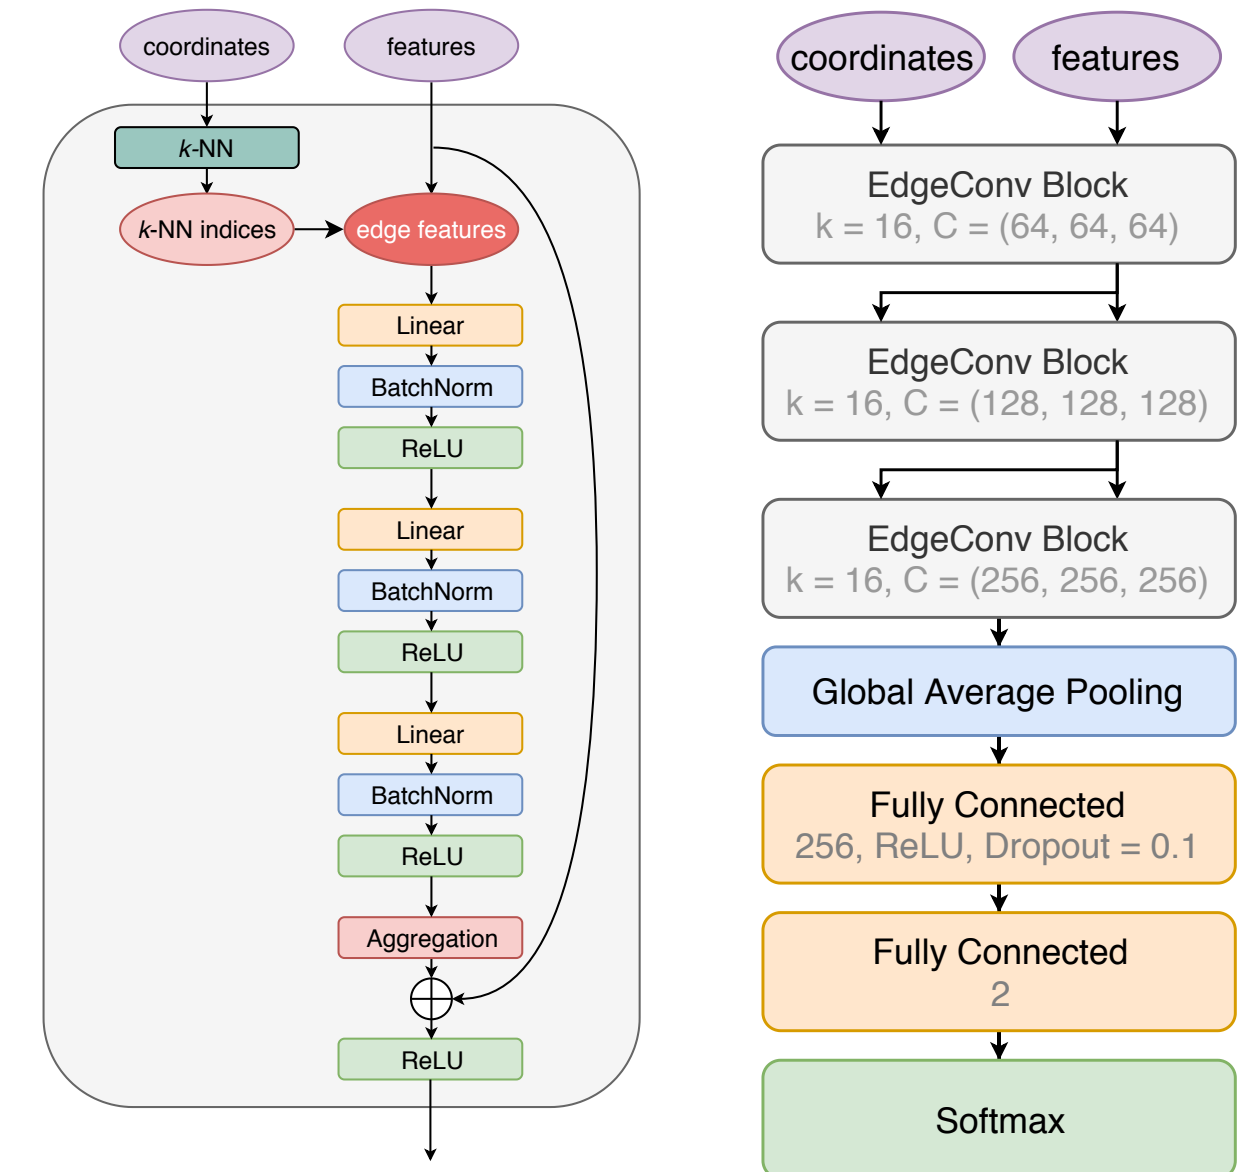 coordinates
features
k-NN
k-NN indices
edge features
Linear
BatchNorm
ReLU
Linear
BatchNorm
ReLU
Linear
BatchNorm
ReLU
Aggregation
ReLU
coordinates
features
EdgeConv Block
k = 16, C = (64, 64, 64)
EdgeConv Block
k = 16, C = (128, 128, 128)
EdgeConv Block
k = 16, C = (256, 256, 256)
Global Average Pooling
Fully Connected
256, ReLU, Dropout = 0.1
Fully Connected
2
Softmax